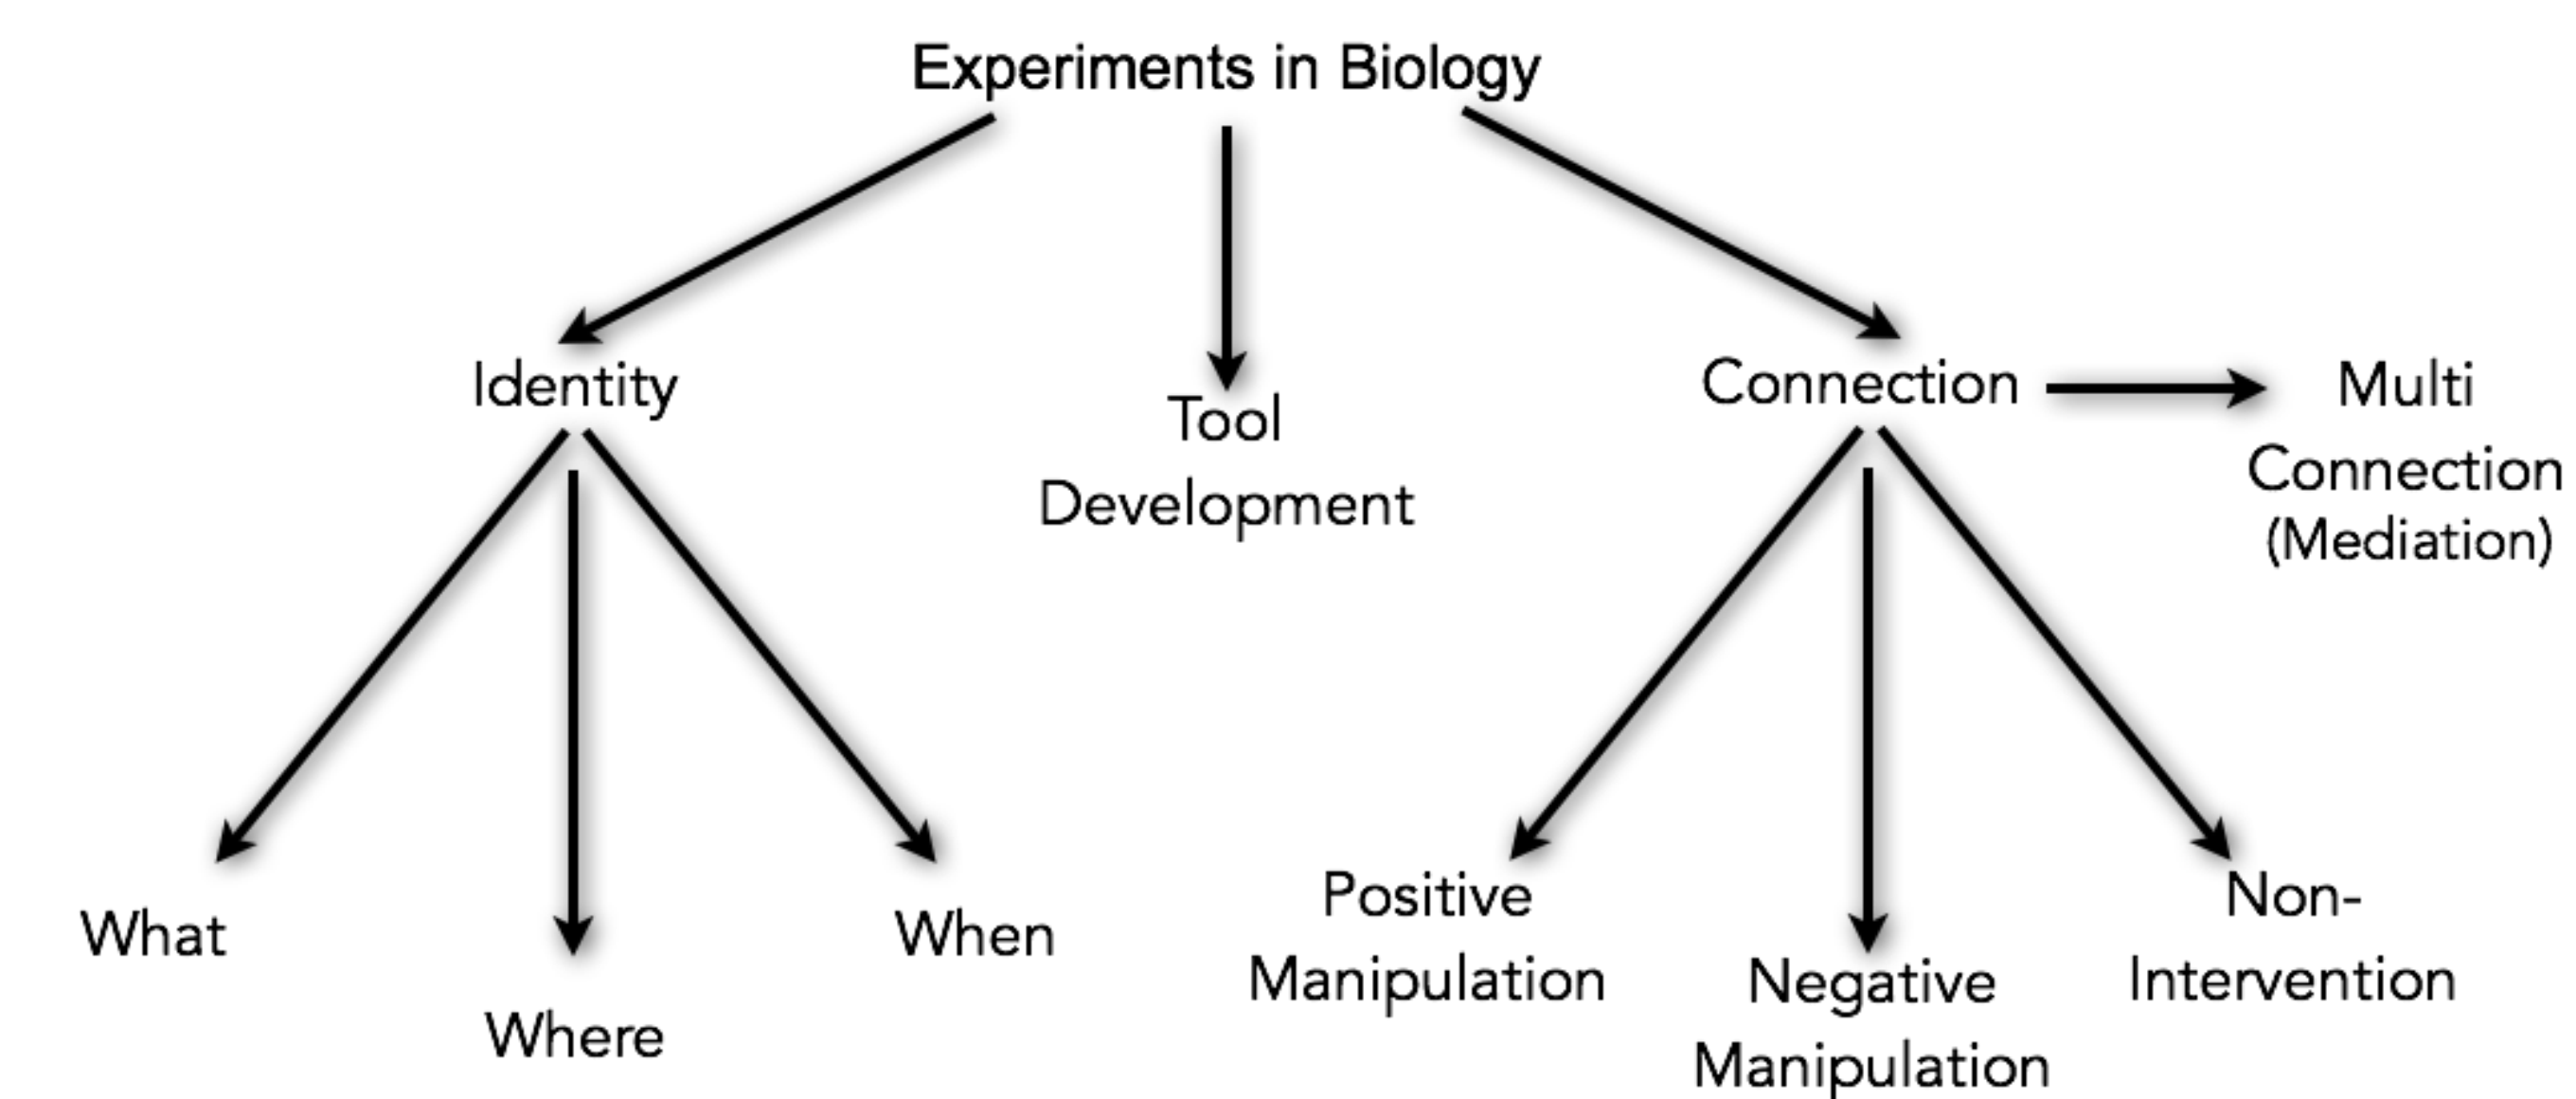 Experiments in Biology
Identity
Tool
Development
Connection
Multi
Connection
(Mediation)
What
Where
When
Positive
Manipulation
Negative
Manipulation
Non-
Intervention